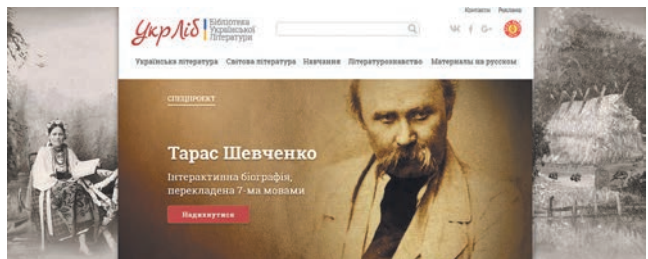 Контакти Реклама
УкрЛіб
Бібліотека
Української
Літератури
Українська література Світова література Навчання Літературознавство Материалы на русском
СПЕЦПРОЕКТ
Тарас Шевченко
Інтерактивна біографія,
перекладена 7-ма мовами
Надихнутися